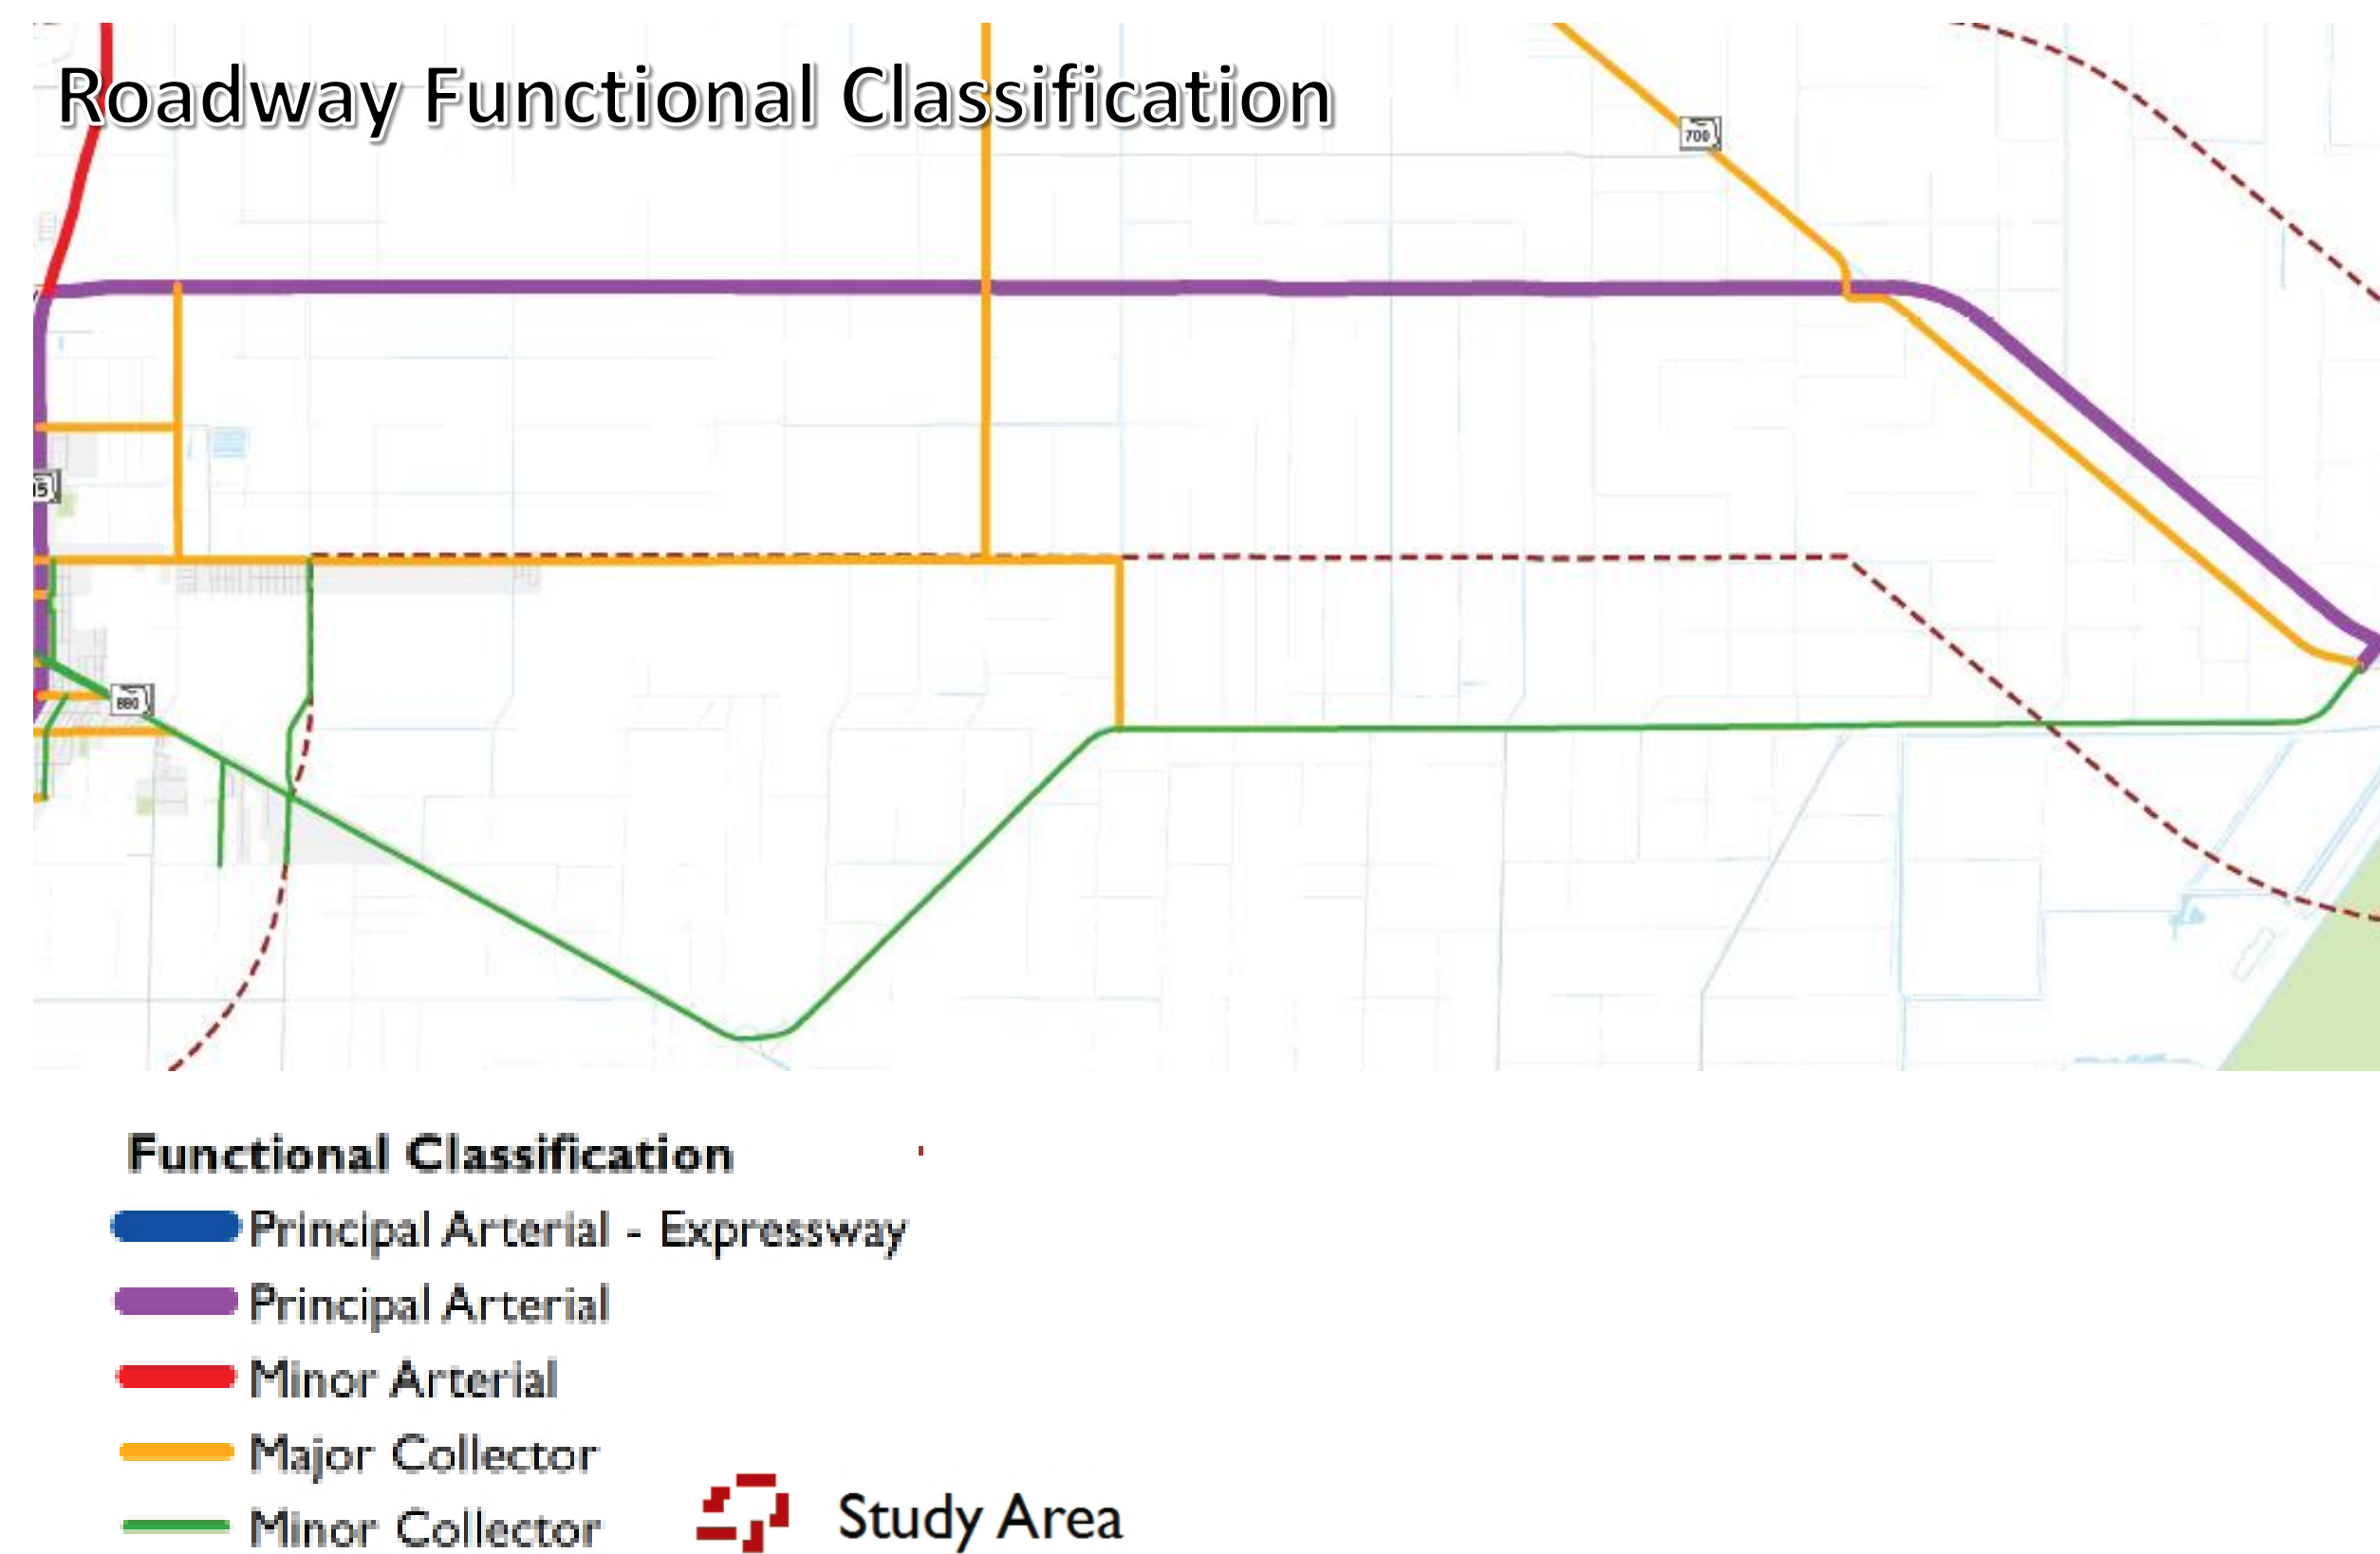 Roadway Functional Classification
700
15
880
Functional Classification
Principal Arterial - Expressway
Principal Arterial
Minor Arterial
Major Collector
Minor Collector
Study Area